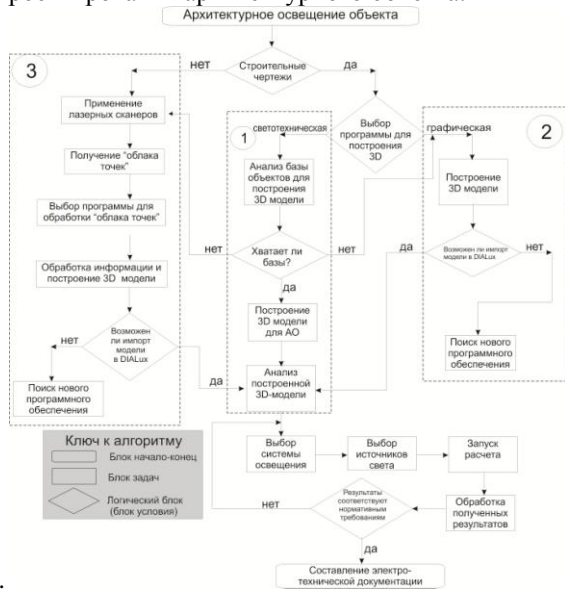 Архитектурное освещение объекта
нет
Строительные
чертежи
да
3
Применение
лазерных сканеров
Получение “облака
точек”
Выбор программы для
обработки “облака точек”
Обработка информации и
построение 3D модели
Возможен
ли импорт
модели
в DIALux
нет
да
Поиск нового
программного
обеспечения
1
светотехническая
Выбор
программы для
построения
3D
графическая
2
Анализ базы
объектов для
построения
3D модели
нет
Хватает ли
базы?
нет
да
Построение
3D модели
для АО
Анализ
построенной
3D-модели
Построение
3D модели
да
Возможен ли импорт
модели в DIALux
нет
Поиск нового
программного
обеспечения
Ключ к алгоритму
Блок начало-конец
Блок задач
Логический блок
(блок условия)
Выбор
системы
освещения
Выбор
источников
света
Запуск
расчета
Обработка
полученных
результатов
Результаты
соответствуют
нормативным
требованиям
нет
да
Составление электро-
технической документации
.